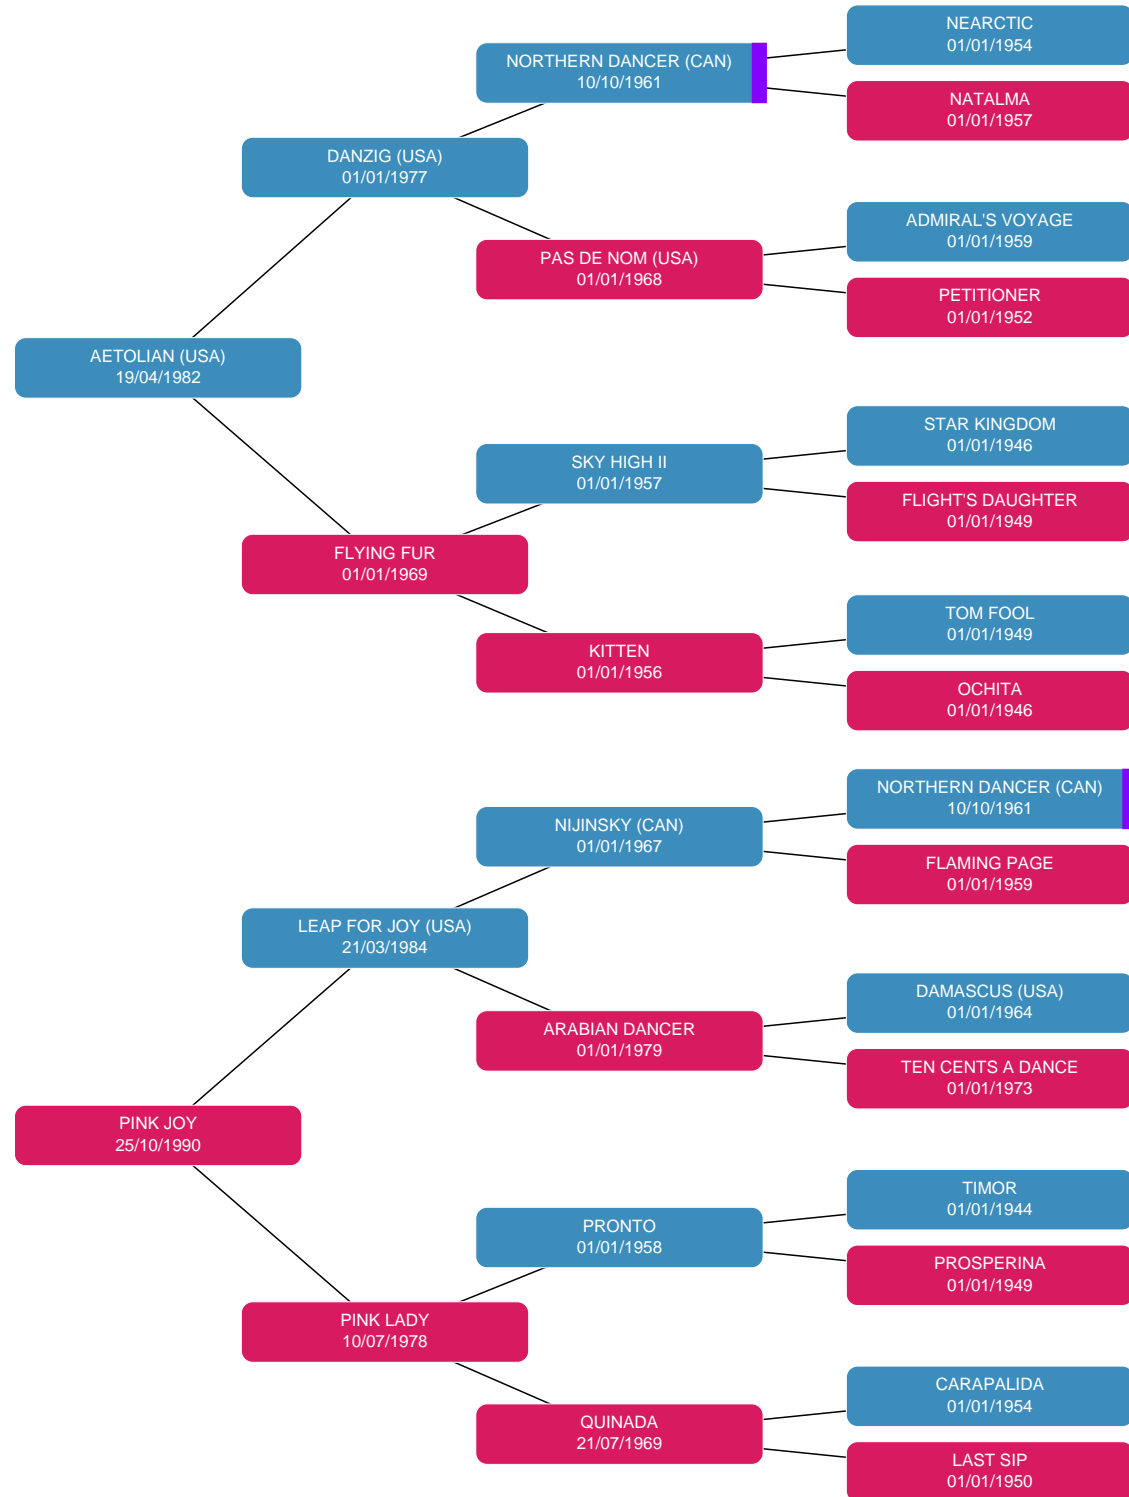 NEARCTIC
01/01/1954
NORTHERN DANCER (CAN)
10/10/1961
NATALMA
01/01/1957
DANZIG (USA)
01/01/1977
ADMIRAL'S VOYAGE
01/01/1959
PAS DE NOM (USA)
01/01/1968
PETITIONER
01/01/1952
AETOLIAN (USA)
19/04/1982
STAR KINGDOM
01/01/1946
SKY HIGH II
01/01/1957
FLIGHT'S DAUGHTER
01/01/1949
FLYING FUR
01/01/1969
TOM FOOL
01/01/1949
KITTEN
01/01/1956
OCHITA
01/01/1946
NORTHERN DANCER (CAN)
10/10/1961
NIJINSKY (CAN)
01/01/1967
FLAMING PAGE
01/01/1959
LEAP FOR JOY (USA)
21/03/1984
DAMASCUS (USA)
01/01/1964
ARABIAN DANCER
01/01/1979
TEN CENTS A DANCE
01/01/1973
PINK JOY
25/10/1990
TIMOR
01/01/1944
PRONTO
01/01/1958
PROSPERINA
01/01/1949
PINK LADY
10/07/1978
CARAPALIDA
01/01/1954
QUINADA
21/07/1969
LAST SIP
01/01/1950